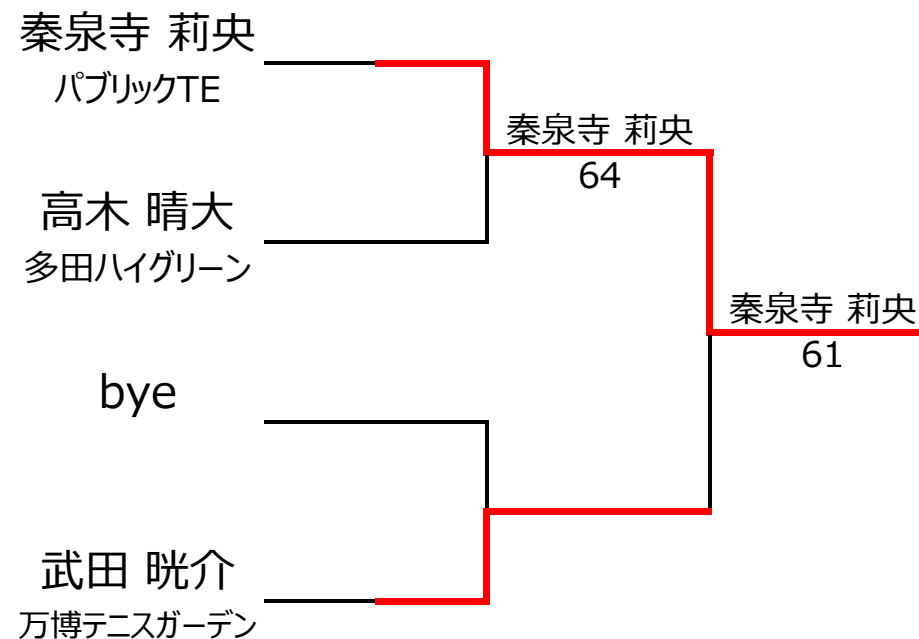 秦泉寺 莉央
パブリックTE
秦泉寺 莉央
64
高木 晴大
多田ハイグリーン
秦泉寺 莉央
61
bye
武田 晄介
万博テニスガーデン